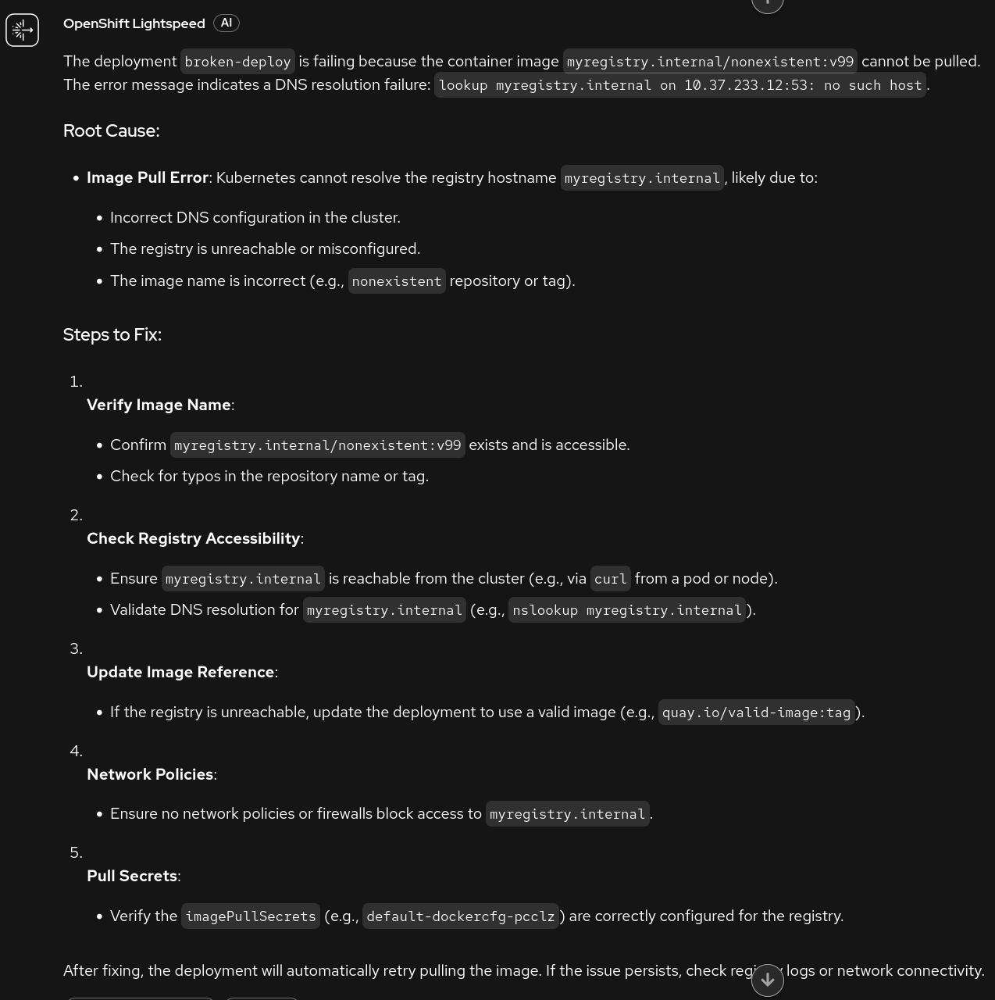 OpenShift Lightspeed AI
The deployment broken-deploy is failing because the container image myregistry.internal/nonexistent:v99 cannot be pulled.
The error message indicates a DNS resolution failure: lookup myregistry.internal on 10.37.233.12:53: no such host.
Root Cause:
• Image Pull Error: Kubernetes cannot resolve the registry hostname myregistry.internal, likely due to:
• Incorrect DNS configuration in the cluster.
• The registry is unreachable or misconfigured.
• The image name is incorrect (e.g., nonexistent repository or tag).
Steps to Fix:
1.
Verify Image Name:
• Confirm myregistry.internal/nonexistent:v99 exists and is accessible.
• Check for typos in the repository name or tag.
2.
Check Registry Accessibility:
• Ensure myregistry.internal is reachable from the cluster (e.g., via curl from a pod or node).
• Validate DNS resolution for myregistry.internal (e.g., nslookup myregistry.internal).
3.
Update Image Reference:
• If the registry is unreachable, update the deployment to use a valid image (e.g., quay.io/valid-image:tag).
4.
Network Policies:
• Ensure no network policies or firewalls block access to myregistry.internal.
5.
Pull Secrets:
• Verify the imagePullSecrets (e.g., default-dockercfg-pcclz) are correctly configured for the registry.
After fixing, the deployment will automatically retry pulling the image. If the issue persists, check logs or network connectivity.